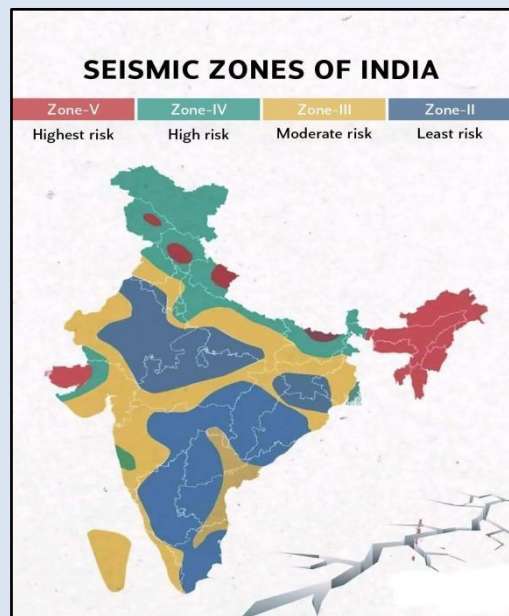 SEISMIC ZONES OF INDIA
Zone-V Zone-IV Zone-III Zone-II
Highest risk High risk Moderate risk Least risk